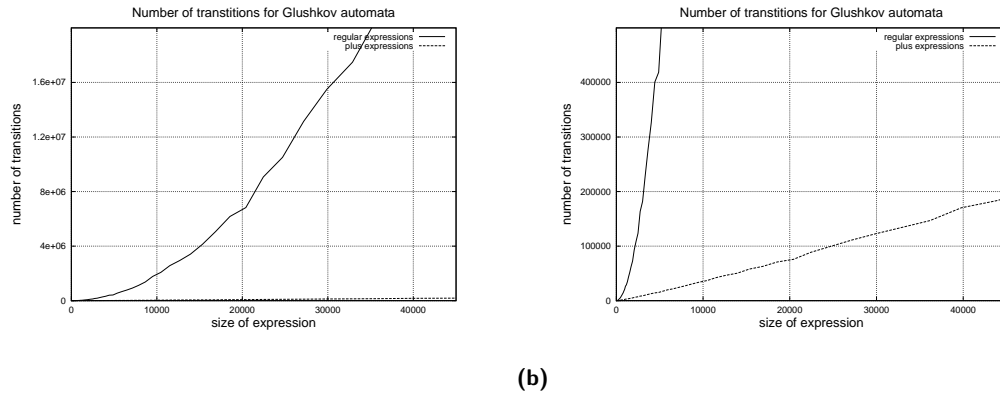 Number of transtitions for Glushkov automata
regular expressions
plus expressions
1.6e+07
1.2e+07
8e+06
4e+06
0
number of transitions
0
10000
20000
30000
40000
size of expression
Number of transtitions for Glushkov automata
regular expressions
plus expressions
400000
300000
200000
100000
0
number of transitions
0
10000
20000
30000
40000
size of expression
(b)